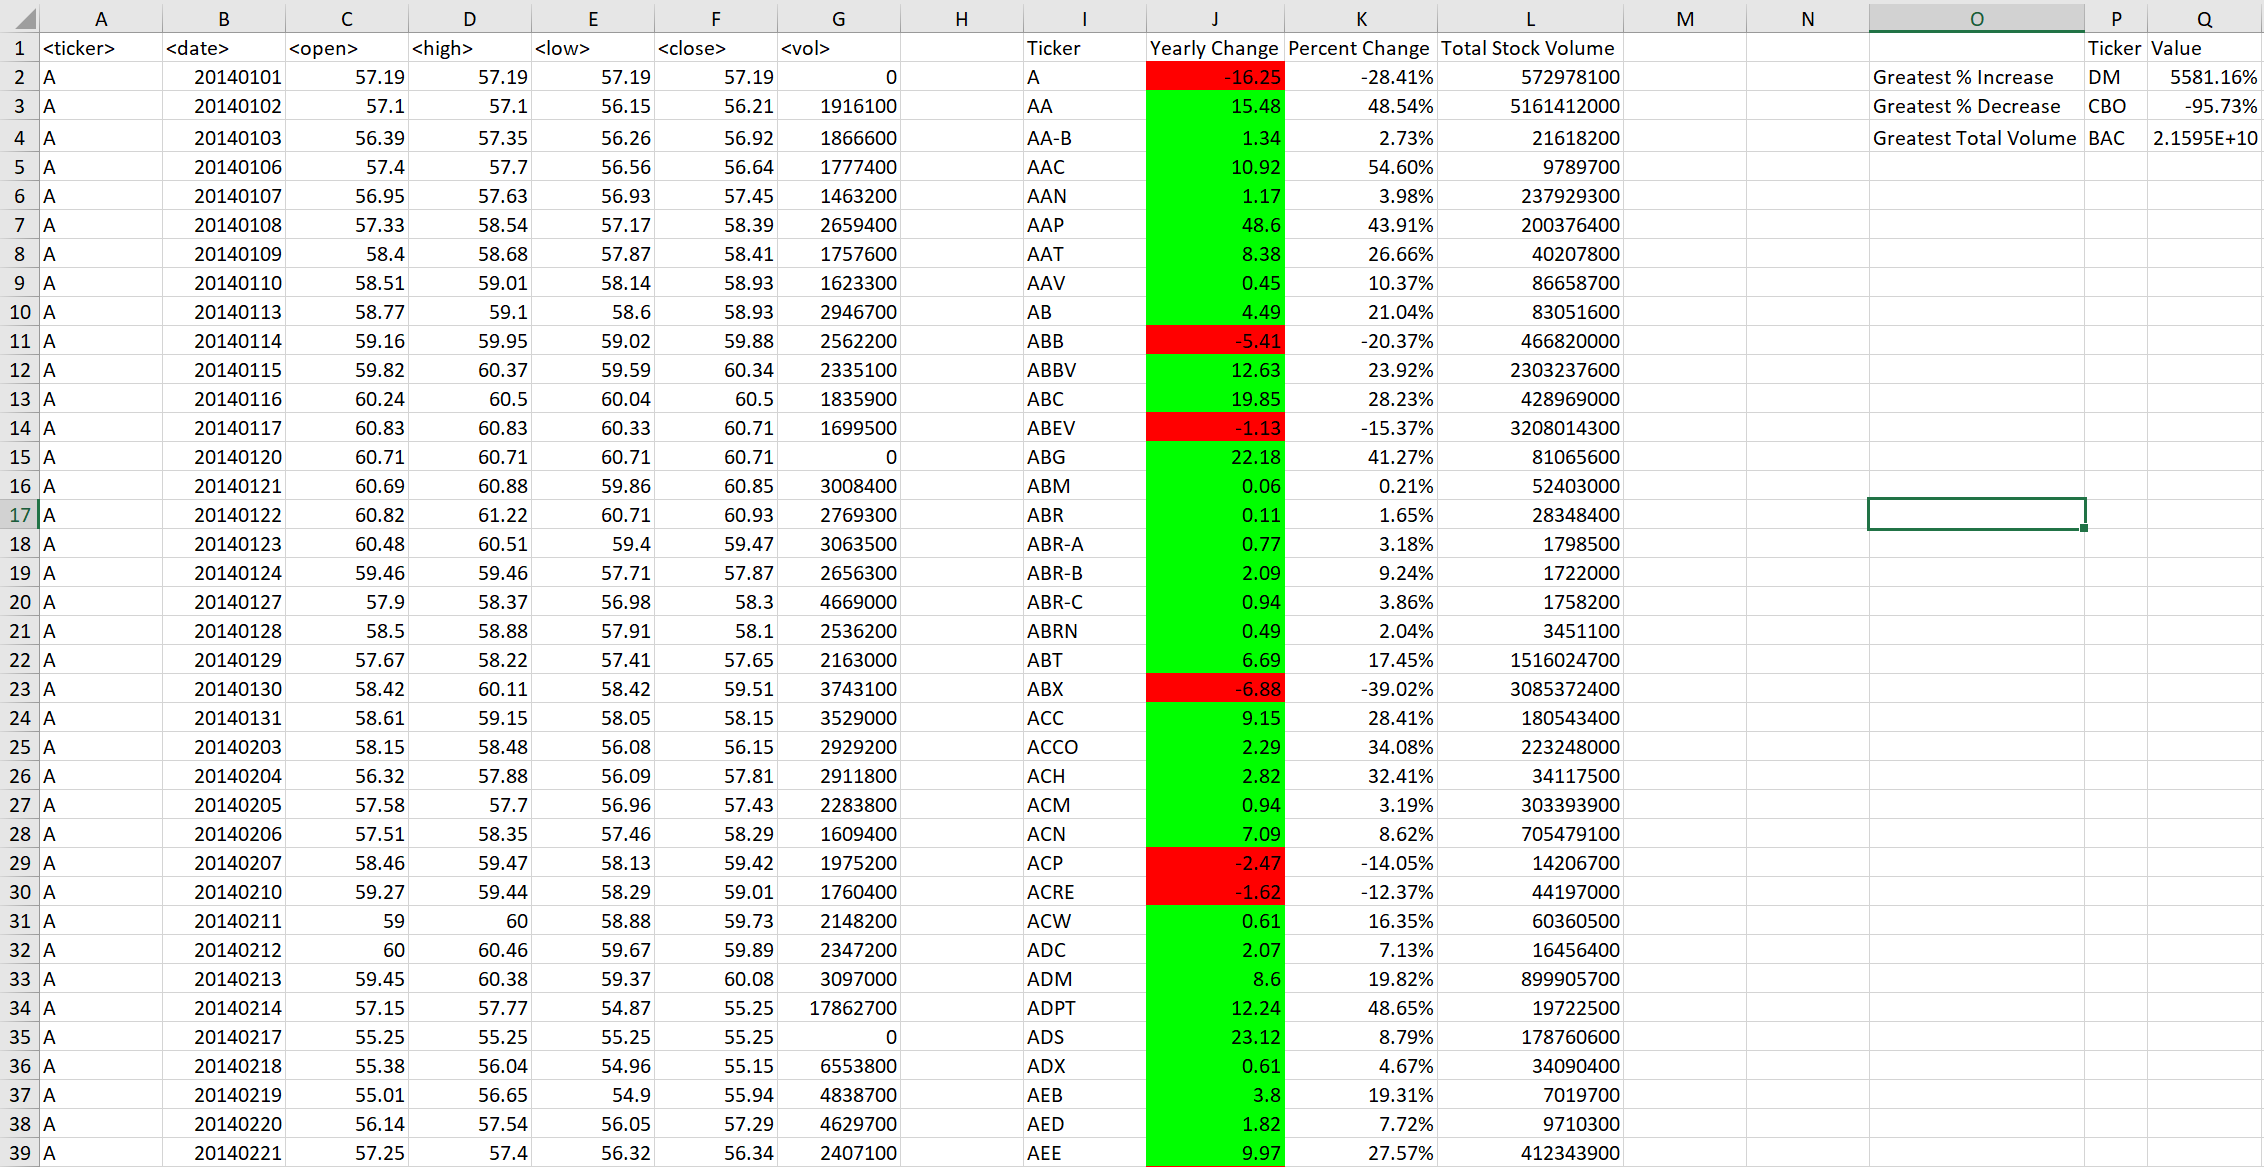 A B C D E F G H I J K L M N O P Q
1 <ticker> <date> <open> <high> <low> <close> <vol> Ticker Yearly Change Percent Change Total Stock Volume Ticker Value
2 A 20140101 57.19 57.19 57.19 57.19 0 A -16.25 -28.41% 572978100 Greatest % Increase DM 5581.16%
3 A 20140102 57.1 57.1 56.15 56.21 1916100 AA 15.48 48.54% 5161412000 Greatest % Decrease CBO -95.73%
4 A 20140103 56.39 57.35 56.26 56.92 1866600 AA-B 1.34 2.73% 21618200 Greatest Total Volume BAC 2.1595E+10
5 A 20140106 57.4 57.7 56.56 56.64 1777400 AAC 10.92 54.60% 9789700
6 A 20140107 56.95 57.63 56.93 57.45 1463200 AAN 1.17 3.98% 237929300
7 A 20140108 57.33 58.54 57.17 58.39 2659400 AAP 48.6 43.91% 200376400
8 A 20140109 58.4 58.68 57.87 58.41 1757600 AAT 8.38 26.66% 40207800
9 A 20140110 58.51 59.01 58.14 58.93 1623300 AAV 0.45 10.37% 86658700
10 A 20140113 58.77 59.1 58.6 58.93 2946700 AB 4.49 21.04% 83051600
11 A 20140114 59.16 59.95 59.02 59.88 2562200 ABB -5.41 -20.37% 466820000
12 A 20140115 59.82 60.37 59.59 60.34 2335100 ABBV 12.63 23.92% 2303237600
13 A 20140116 60.24 60.5 60.04 60.5 1835900 ABC 19.85 28.23% 428969000
14 A 20140117 60.83 60.83 60.33 60.71 1699500 ABEV -1.13 -15.37% 3208014300
15 A 20140120 60.71 60.71 60.71 60.71 0 ABG 22.18 41.27% 81065600
16 A 20140121 60.69 60.88 59.86 60.85 3008400 ABM 0.06 0.21% 52403000
17 A 20140122 60.82 61.22 60.71 60.93 2769300 ABR 0.11 1.65% 28348400
18 A 20140123 60.48 60.51 59.4 59.47 3063500 ABR-A 0.77 3.18% 1798500
19 A 20140124 59.46 59.46 57.71 57.87 2656300 ABR-B 2.09 9.24% 1722000
20 A 20140127 57.9 58.37 56.98 58.3 4669000 ABR-C 0.94 3.86% 1758200
21 A 20140128 58.5 58.88 57.91 58.1 2536200 ABRN 0.49 2.04% 3451100
22 A 20140129 57.67 58.22 57.41 57.65 2163000 ABT 6.69 17.45% 1516024700
23 A 20140130 58.42 60.11 58.42 59.51 3743100 ABX -6.88 -39.02% 3085372400
24 A 20140131 58.61 59.15 58.05 58.15 3529000 ACC 9.15 28.41% 180543400
25 A 20140203 58.15 58.48 56.08 56.15 2929200 ACCO 2.29 34.08% 223248000
26 A 20140204 56.32 57.88 56.09 57.81 2911800 ACH 2.82 32.41% 34117500
27 A 20140205 57.58 57.7 56.96 57.43 2283800 ACM 0.94 3.19% 303393900
28 A 20140206 57.51 58.35 57.46 58.29 1609400 ACN 7.09 8.62% 705479100
29 A 20140207 58.46 59.47 58.13 59.42 1975200 ACP -2.47 -14.05% 14206700
30 A 20140210 59.27 59.44 58.29 59.01 1760400 ACRE -1.62 -12.37% 44197000
31 A 20140211 59 60 58.88 59.73 2148200 ACW 0.61 16.35% 60360500
32 A 20140212 60 60.46 59.67 59.89 2347200 ADC 2.07 7.13% 16456400
33 A 20140213 59.45 60.38 59.37 60.08 3097000 ADM 8.6 19.82% 899905700
34 A 20140214 57.15 57.77 54.87 55.25 17862700 ADPT 12.24 48.65% 19722500
35 A 20140217 55.25 55.25 55.25 55.25 0 ADS 23.12 8.79% 178760600
36 A 20140218 55.38 56.04 54.96 55.15 6553800 ADX 0.61 4.67% 34090400
37 A 20140219 55.01 56.65 54.9 55.94 4838700 AEB 3.8 19.31% 7019700
38 A 20140220 56.14 57.54 56.05 57.29 4629700 AED 1.82 7.72% 9710300
39 A 20140221 57.25 57.4 56.32 56.34 2407100 AEE 9.97 27.57% 412343900